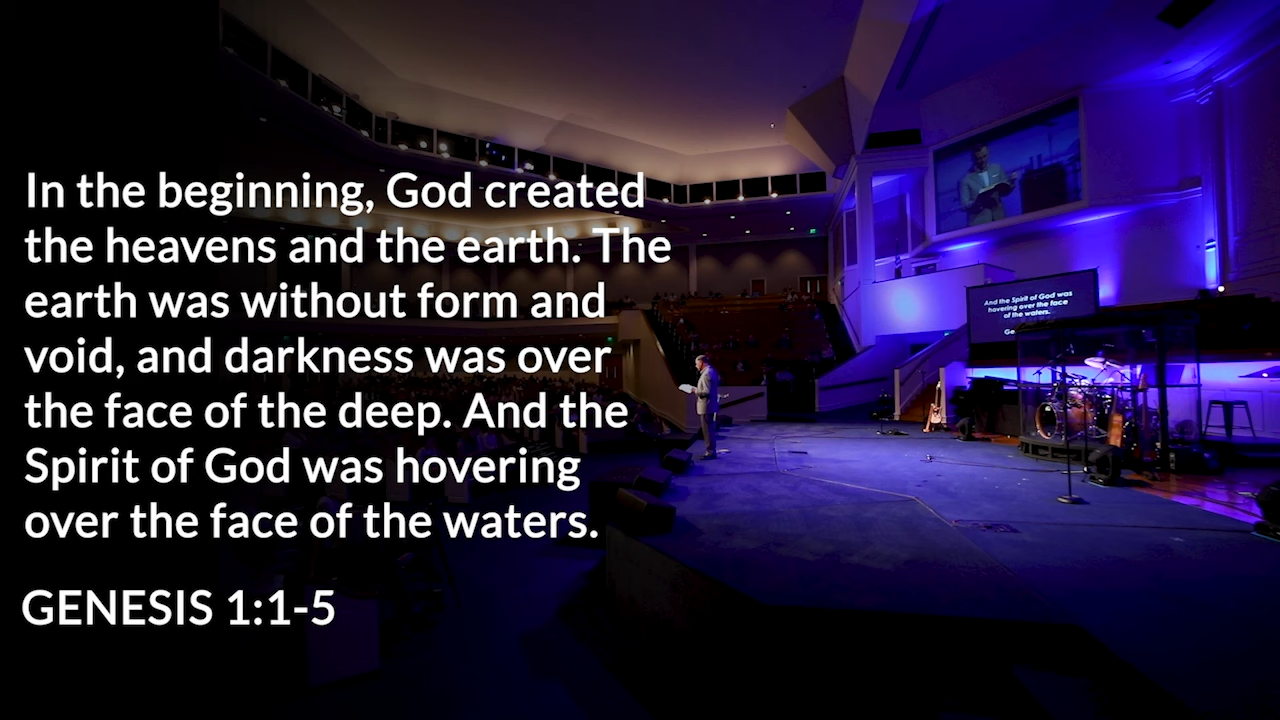 In the beginning, God created
the heavens and the earth. The
earth was without form and
void, and darkness was over
the face of the deep. And the
Spirit of God was hovering
over the face of the waters.
GENESIS 1:1-5
And the Spirit of God was
hovering over the face
of the waters.
Ge